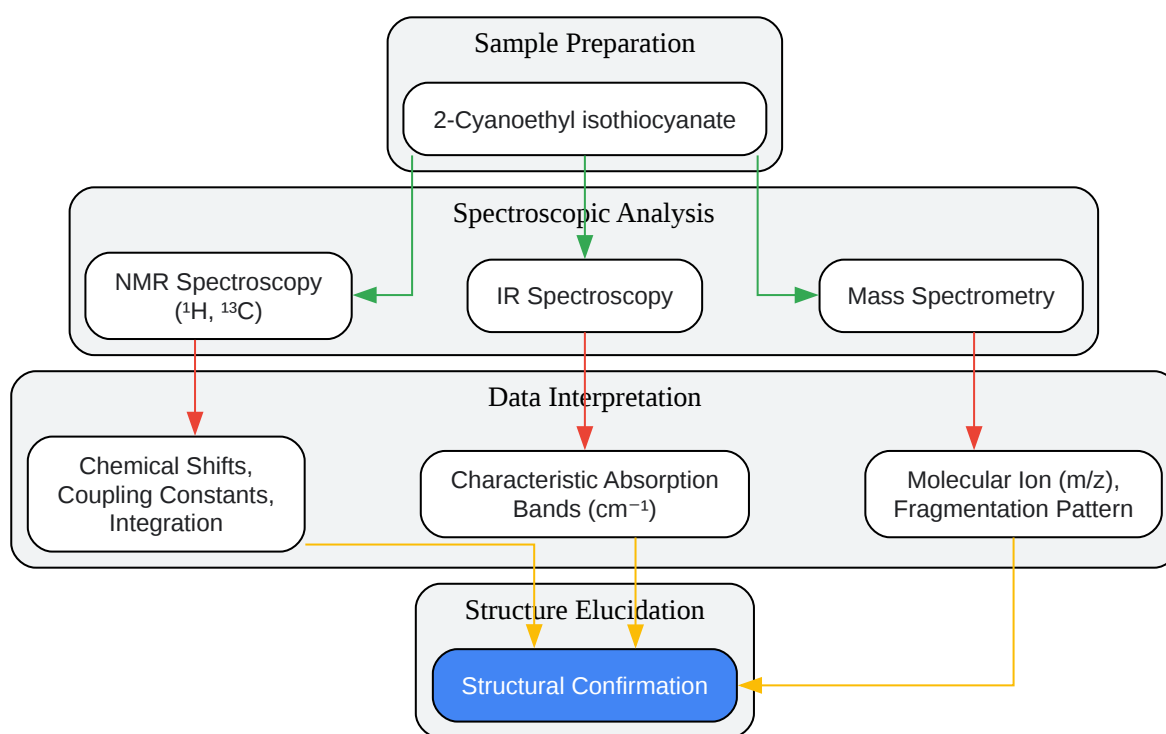 Sample Preparation
2-Cyanoethyl isothiocyanate
Spectroscopic Analysis
NMR Spectroscopy
(¹H, ¹³C)
IR Spectroscopy
Mass Spectrometry
Data Interpretation
Chemical Shifts,
Coupling Constants,
Integration
Characteristic Absorption
Bands (cm⁻¹)
Molecular Ion (m/z),
Fragmentation Pattern
Structure Elucidation
Structural Confirmation